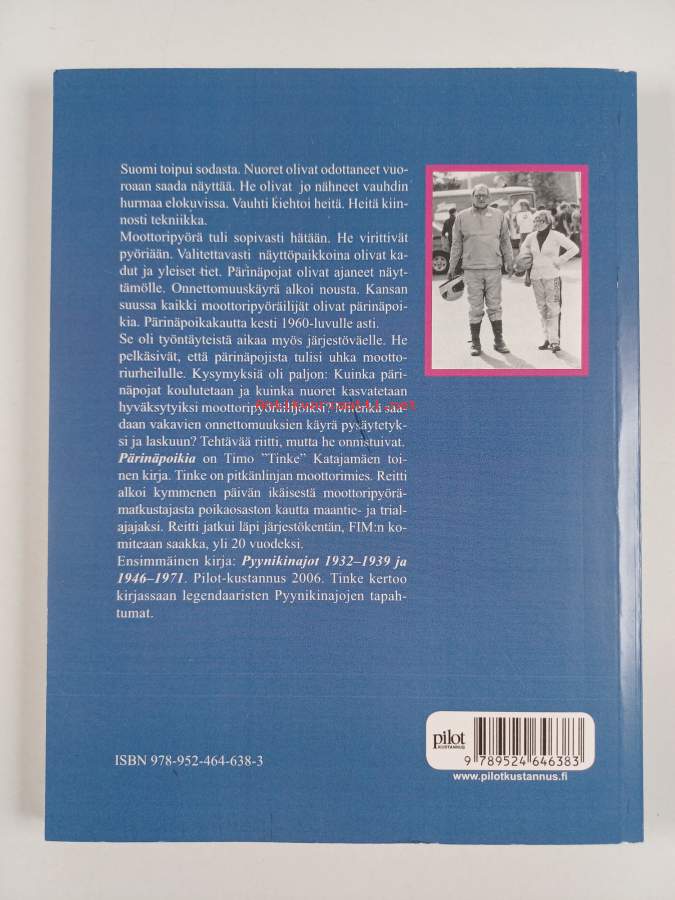 Suomi toipui sodasta. Nuoret olivat odottaneet vuo-
roaan saada näyttää. He olivat jo nähneet vauhdin
hurmaa elokuvissa. Vauhti kiehtoi heitä. Heitä kiin-
nosti tekniikka.
Moottoripyörä tuli sopivasti hätään. He virittivät
pyöriään. Valitettavasti näyttöpaikkoina olivat ka-
dut ja yleiset tiet. Pärinäpojat olivat ajaneet näyt-
tämölle. Onnettomuuskäyrä alkoi nousta. Kansan
suussa kaikki moottoripyöräilijät olivat pärinäpoi-
kia. Pärinäpoikakautta kesti 1960-luvulle asti.
Se oli työntäyteistä aikaa myös järjestöväelle. He
pelkäsivät, että pärinäpojista tulisi uhka mootto-
riurheilulle. Kysymyksiä oli paljon: Kuinka päri-
näpojat koulutetaan ja kuinka nuoret kasvatetaan
hyväksytyiksi moottoripyöräilijöiksi? Miten saa-
daan vakavien onnettomuuksien käyrä pysäytetyk-
si ja laskuun? Tehtävää riitti, mutta he onnistuivat.
Pärinäpoikia on Timo ”Tinke” Katajamäen toi-
nen kirja. Tinke on pitkänlinjan moottorimies. Reitti
alkoi kymmenen päivän ikäisestä moottoripyörä-
matkustajasta poikaosaston kautta maantie- ja trial-
ajajaksi. Reitti jatkui läpi järjestökentän, FIM:n ko-
miteaan saakka, yli 20 vuodeksi.
Ensimmäinen kirja: Pyynikinajot 1932–1939 ja
1946–1971. Pilot-kustannus 2006. Tinke kertoo
kirjassaan legendaaristen Pyynikinajojen tapah-
tumat.
ISBN 978-952-464-638-3
pilot
KUSTANNUS
9 789524 646383
www.pilotkustannus.fi